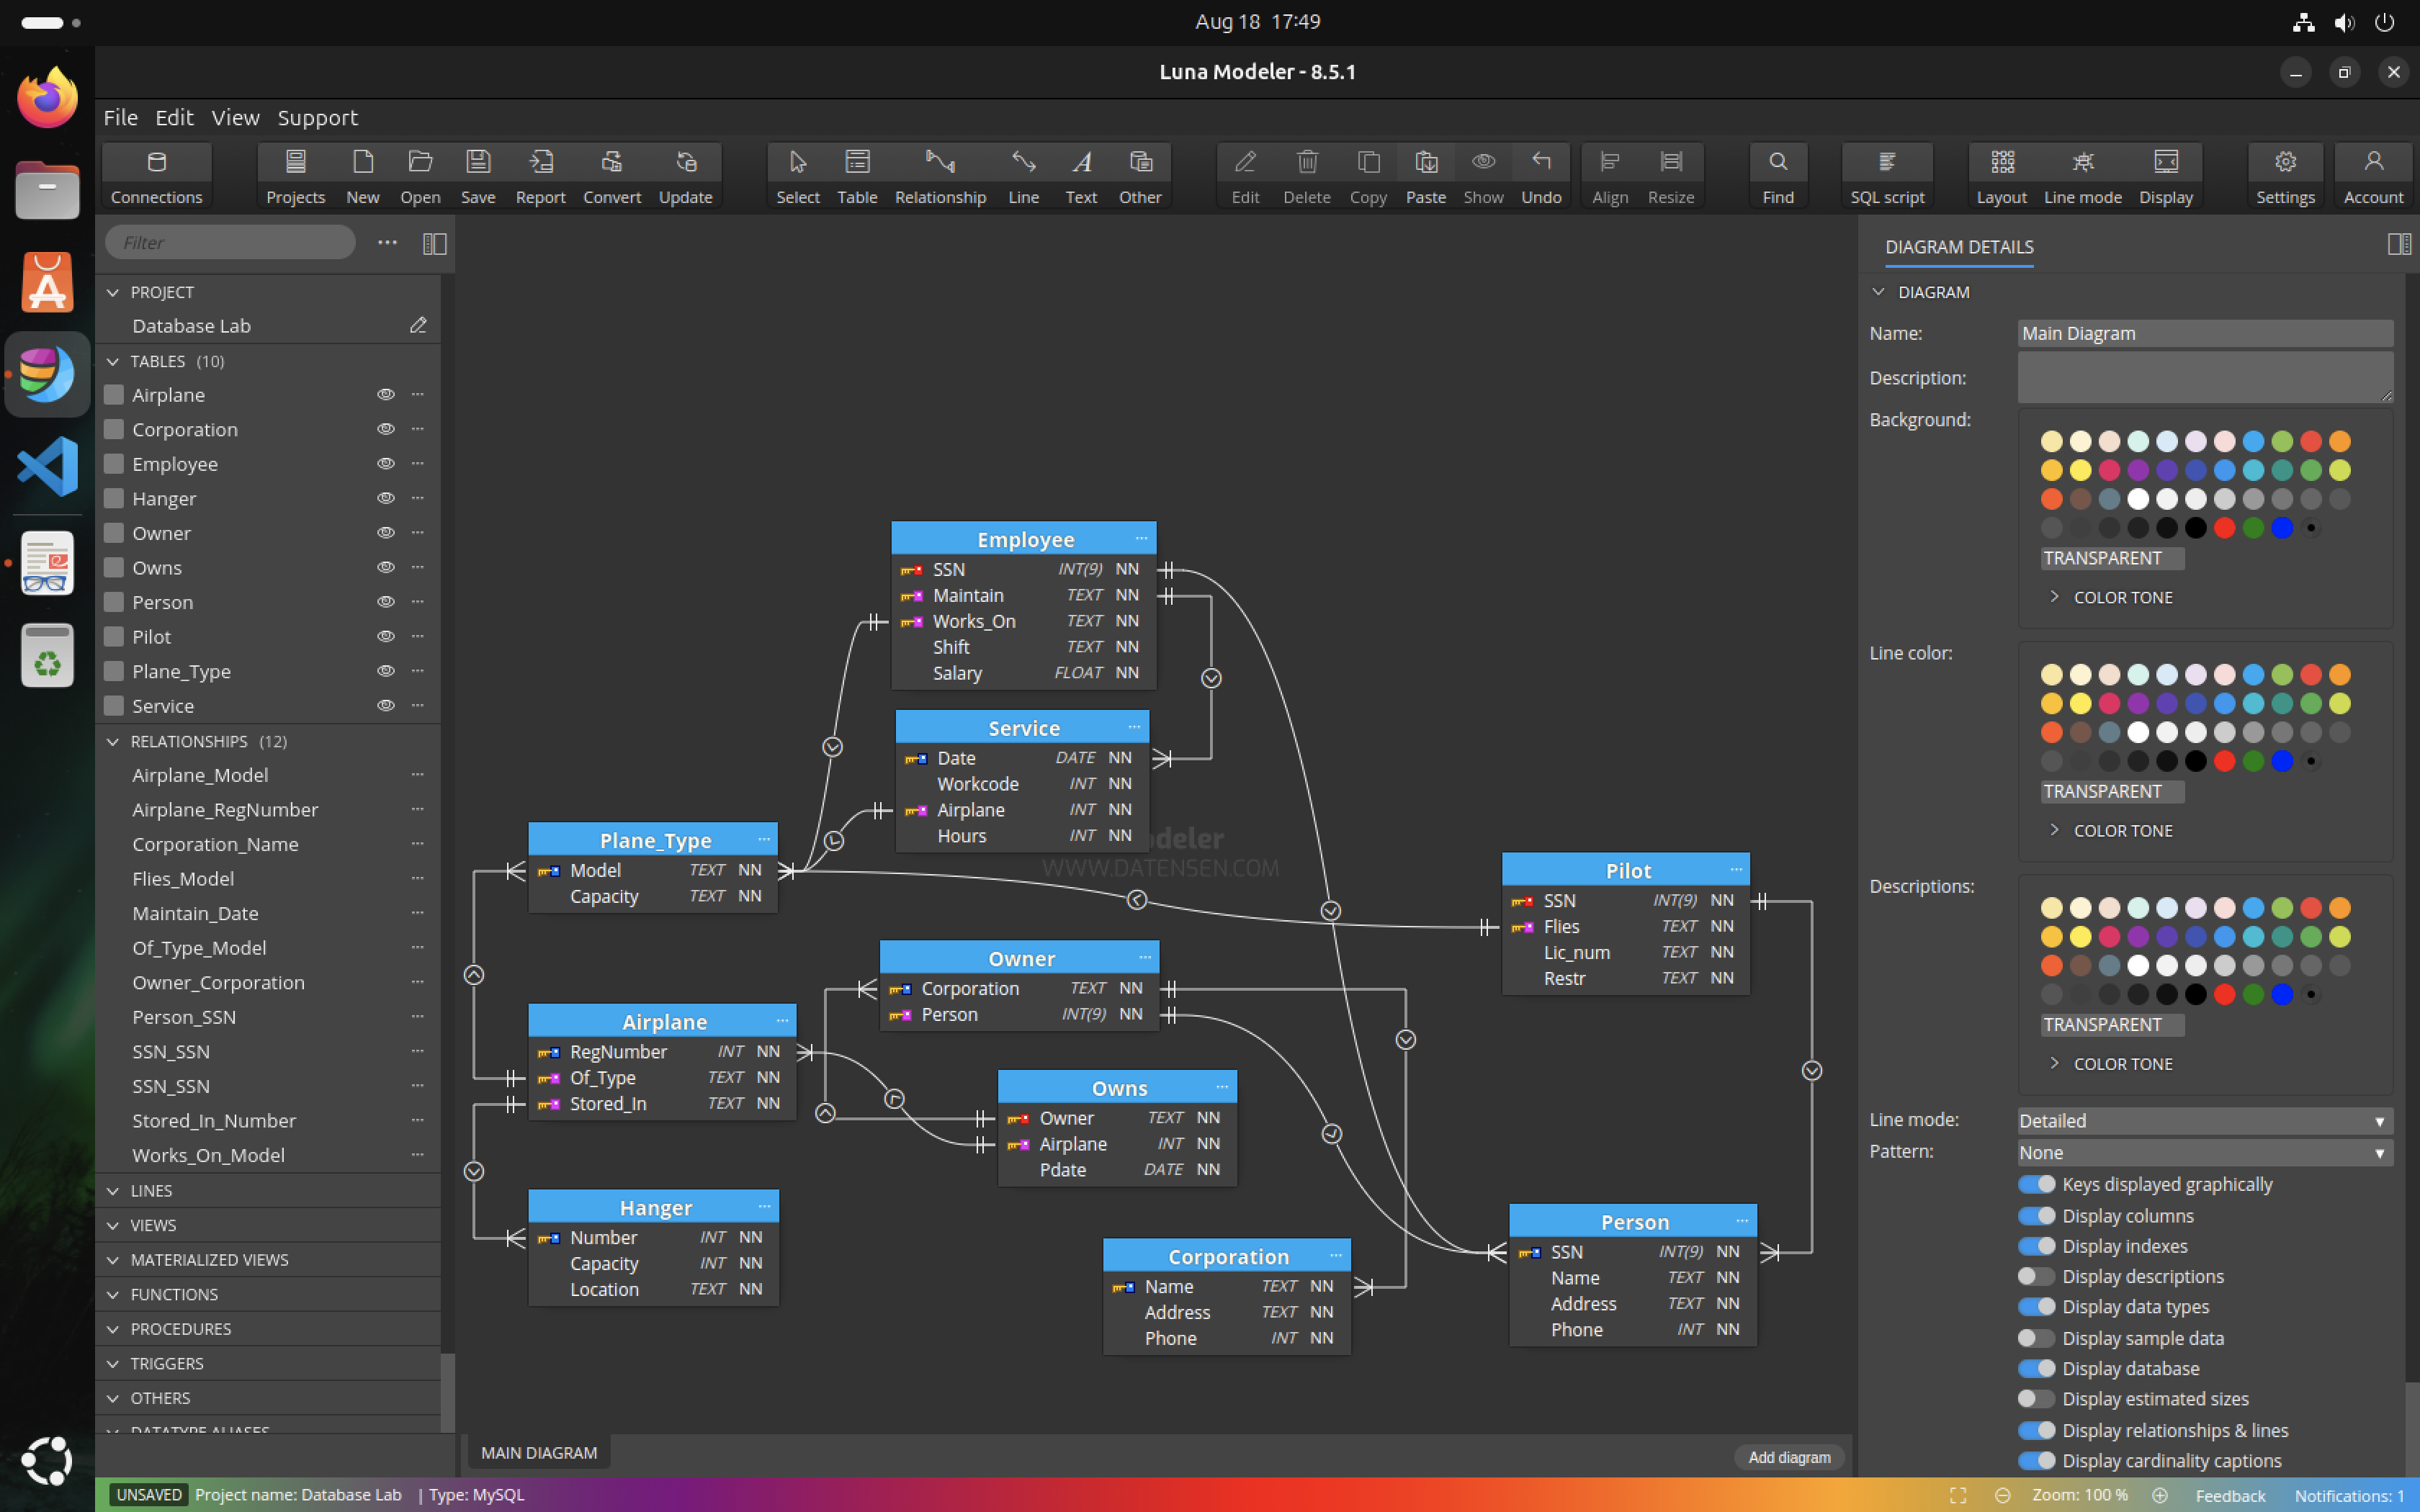 Aug 18 17:49
Luna Modeler - 8.5.1
File Edit View Support
Connections Projects New Open Save Report Convert Update Select Table Relationship Line Text Other Edit Delete Copy Paste Show Undo Align Resize Find SQL script Layout Line mode Display Settings Account
Filter
PROJECT
Database Lab
TABLES (10)
Airplane
Corporation
Employee
Hanger
Owner
Owns
Person
Pilot
Plane_Type
Service
RELATIONSHIPS (12)
Airplane_Model
Airplane_RegNumber
Corporation_Name
Flies_Model
Maintain_Date
Of_Type_Model
Owner_Corporation
Person_SSN
SSN_SSN
SSN_SSN
Stored_In_Number
Works_On_Model
LINES
VIEWS
MATERIALIZED VIEWS
FUNCTIONS
PROCEDURES
TRIGGERS
OTHERS
DATATYPE ALIASES
Employee
SSN INT(9) NN
Maintain TEXT NN
Works_On TEXT NN
Shift TEXT NN
Salary FLOAT NN
Service
Date DATE NN
Workcode INT NN
Airplane INT NN
Hours INT NN
odeler
WWW.DATENSEN.COM
Plane_Type
Model TEXT NN
Capacity TEXT NN
Pilot
SSN INT(9) NN
Flies TEXT NN
Lic_num TEXT NN
Restr TEXT NN
Owner
Corporation TEXT NN
Person INT(9) NN
Airplane
RegNumber INT NN
Of_Type TEXT NN
Stored_In TEXT NN
Owns
Owner TEXT NN
Airplane INT NN
Pdate DATE NN
Hanger
Number INT NN
Capacity INT NN
Location TEXT NN
Corporation
Name TEXT NN
Address TEXT NN
Phone INT NN
Person
SSN INT(9) NN
Name TEXT NN
Address TEXT NN
Phone INT NN
MAIN DIAGRAM
Add diagram
DIAGRAM DETAILS
DIAGRAM
Name: Main Diagram
Description:
Background:
TRANSPARENT
COLOR TONE
Line color:
TRANSPARENT
COLOR TONE
Descriptions:
TRANSPARENT
COLOR TONE
Line mode: Detailed
Pattern: None
Keys displayed graphically
Display columns
Display indexes
Display descriptions
Display data types
Display sample data
Display database
Display estimated sizes
Display relationships & lines
Display cardinality captions
UNSAVED Project name: Database Lab | Type: MySQL
Zoom: 100 % Feedback Notifications: 1